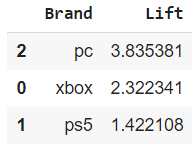 Brand Lift
2 pc 3.835381
0 xbox 2.322341
1 ps5 1.422108